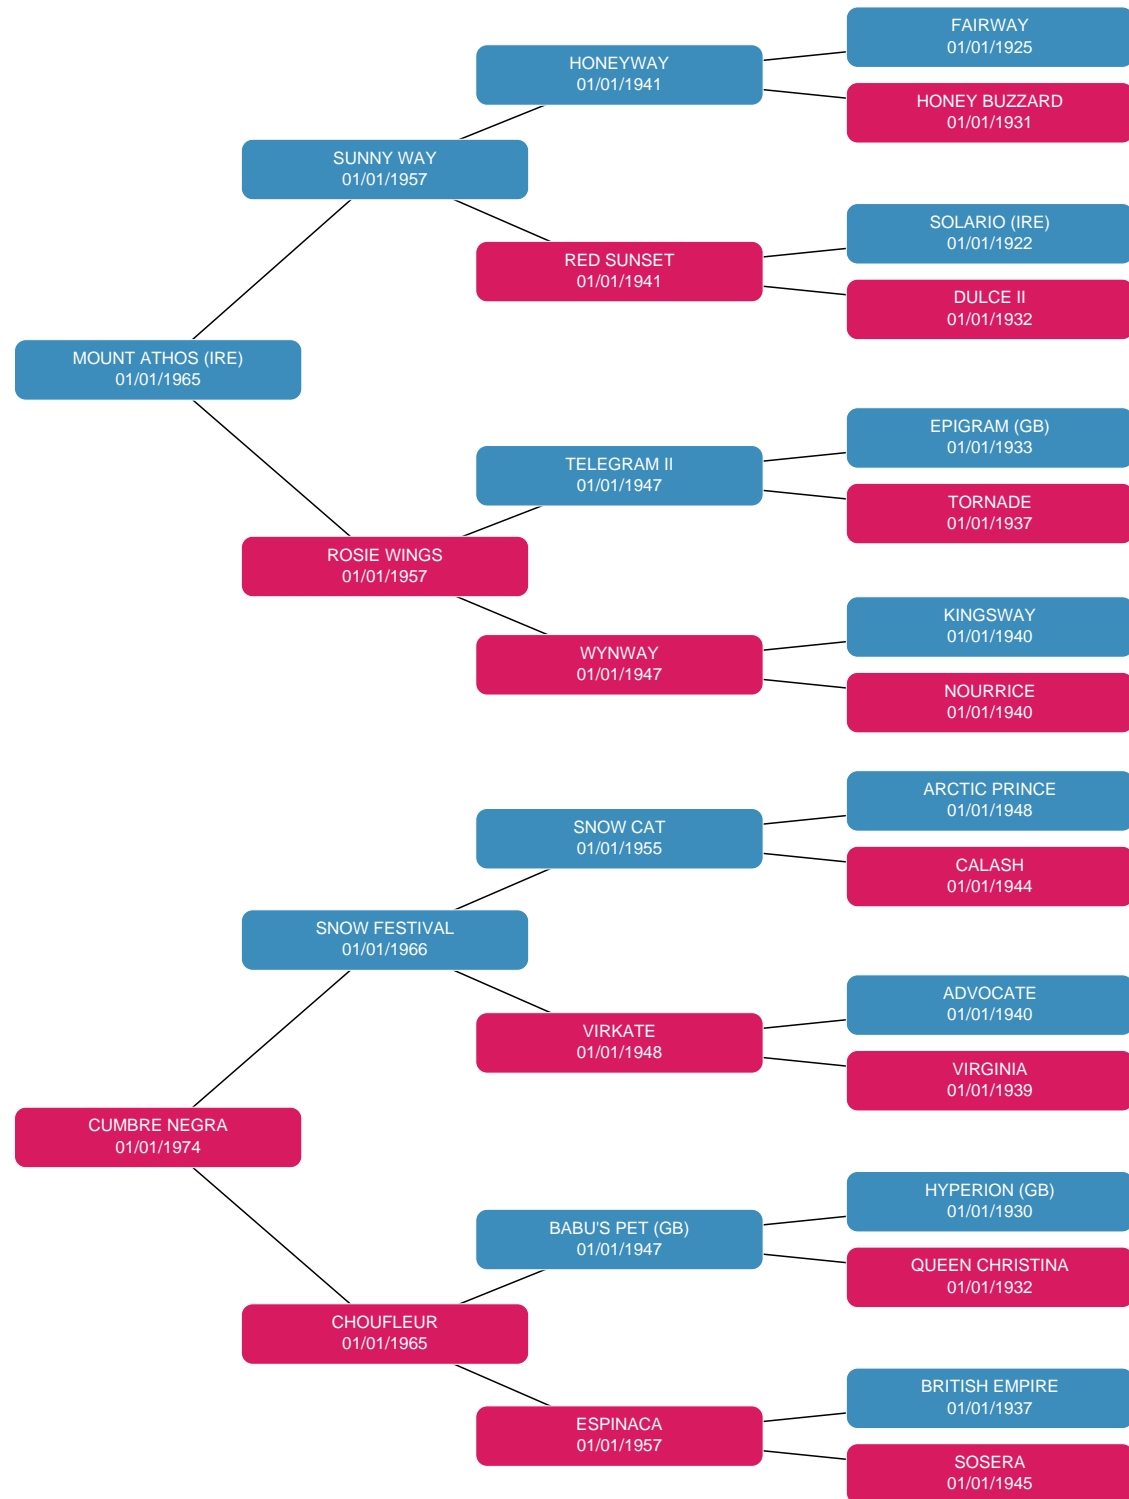 FAIRWAY
01/01/1925
HONEYWAY
01/01/1941
HONEY BUZZARD
01/01/1931
SUNNY WAY
01/01/1957
SOLARIO (IRE)
01/01/1922
RED SUNSET
01/01/1941
DULCE II
01/01/1932
MOUNT ATHOS (IRE)
01/01/1965
EPIGRAM (GB)
01/01/1933
TELEGRAM II
01/01/1947
TORNADE
01/01/1937
ROSIE WINGS
01/01/1957
KINGSWAY
01/01/1940
WYNWAY
01/01/1947
NOURRICE
01/01/1940
ARCTIC PRINCE
01/01/1948
SNOW CAT
01/01/1955
CALASH
01/01/1944
SNOW FESTIVAL
01/01/1966
ADVOCATE
01/01/1940
VIRKATE
01/01/1948
VIRGINIA
01/01/1939
CUMBRE NEGRA
01/01/1974
HYPERION (GB)
01/01/1930
BABU'S PET (GB)
01/01/1947
QUEEN CHRISTINA
01/01/1932
CHOUFLEUR
01/01/1965
BRITISH EMPIRE
01/01/1937
ESPINACA
01/01/1957
SOSERA
01/01/1945